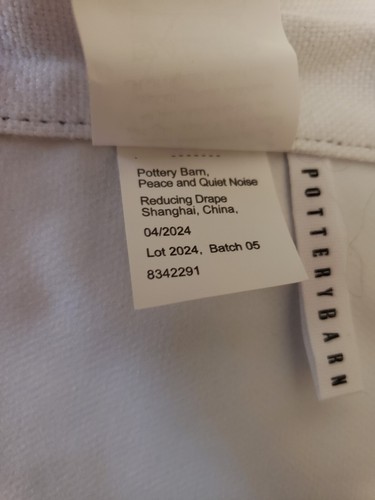 Pottery Barn,
Peace and Quiet Noise
Reducing Drape
Shanghai, China,
04/2024
Lot 2024, Batch 05
8342291
POTTERYBARN